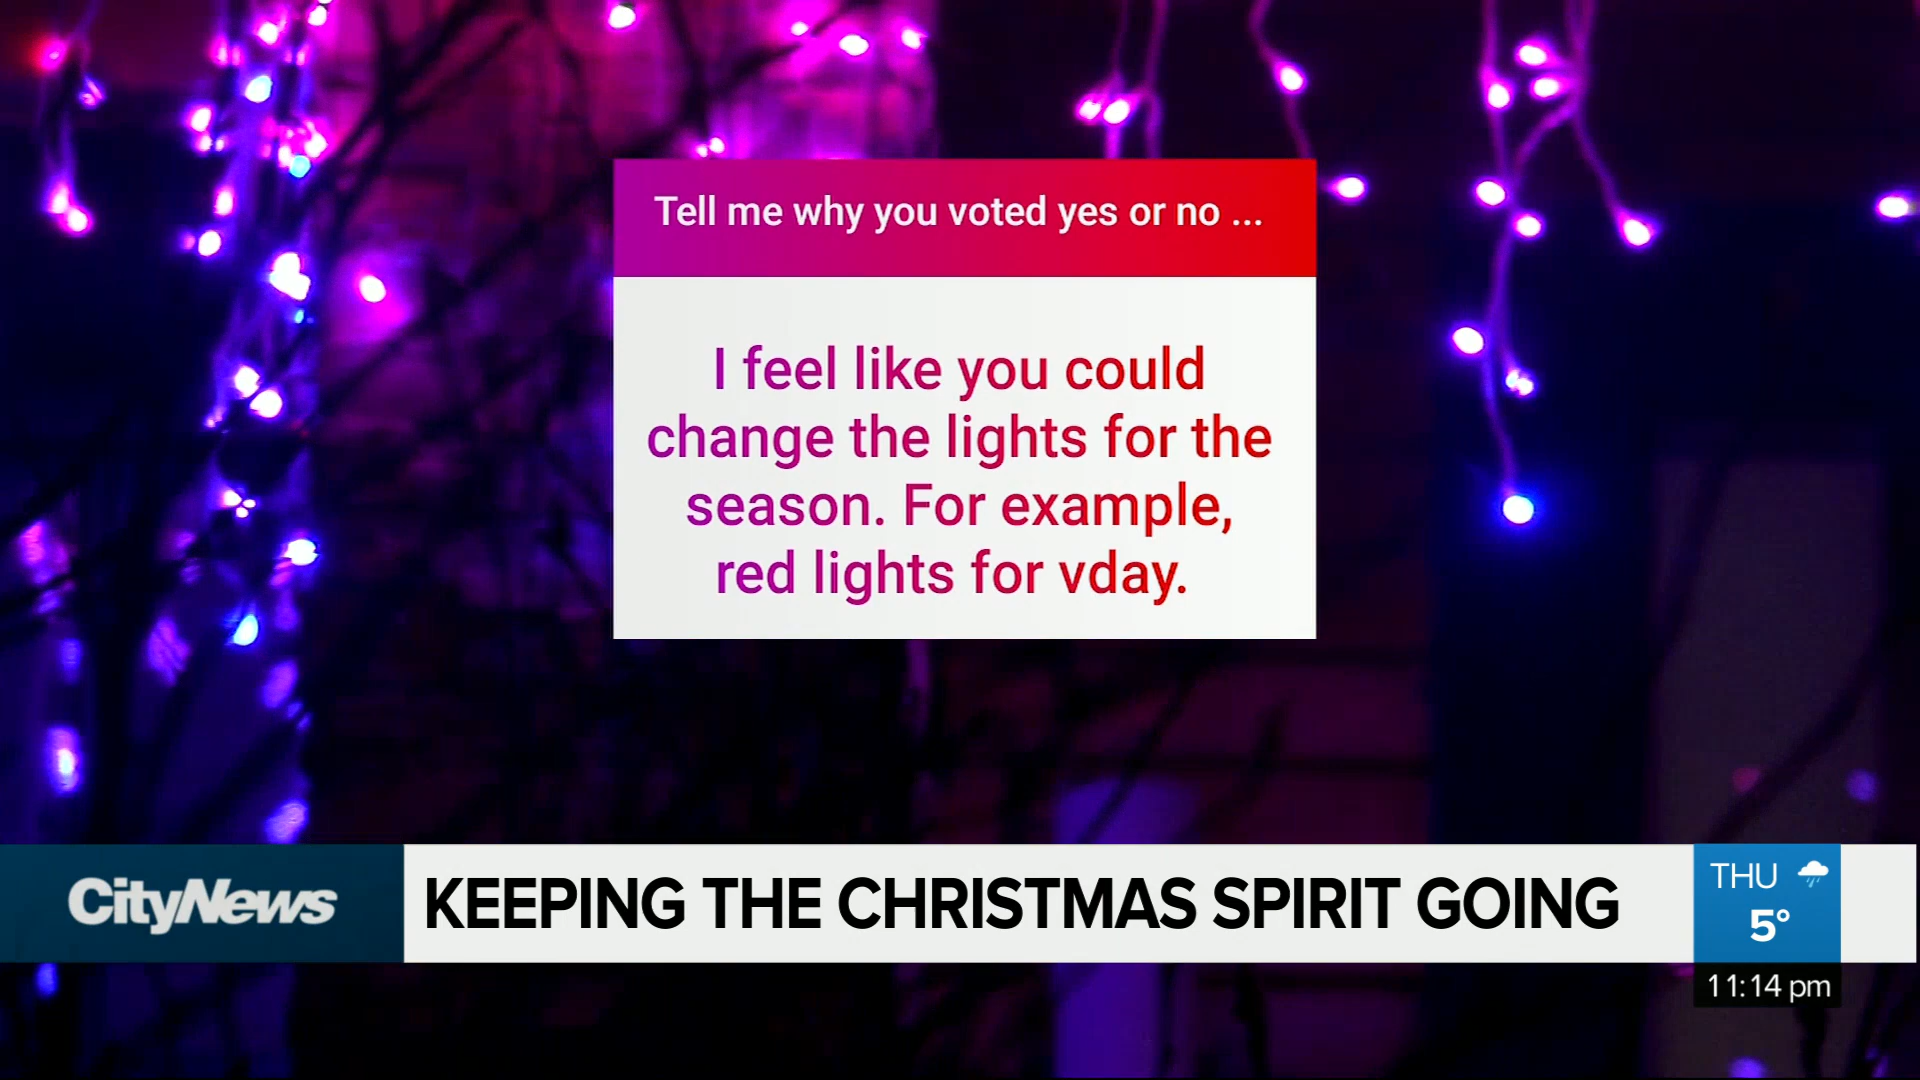 Tell me why you voted yes or no ...
I feel like you could
change the lights for the
season. For example,
red lights for vday.
CityNews
KEEPING THE CHRISTMAS SPIRIT GOING
THU
5°
11:14 pm